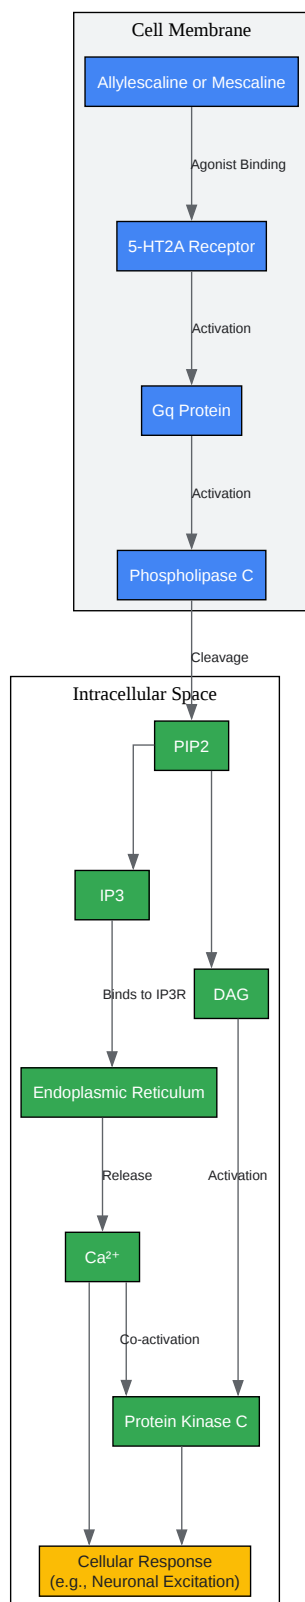 Cell Membrane
Allylescaline or Mescaline
Agonist Binding
5-HT2A Receptor
Activation
Gq Protein
Activation
Phospholipase C
Cleavage
Intracellular Space
PIP2
IP3
Binds to IP3R
DAG
Endoplasmic Reticulum
Release
Activation
Ca²⁺
Co-activation
Protein Kinase C
Cellular Response
(e.g., Neuronal Excitation)